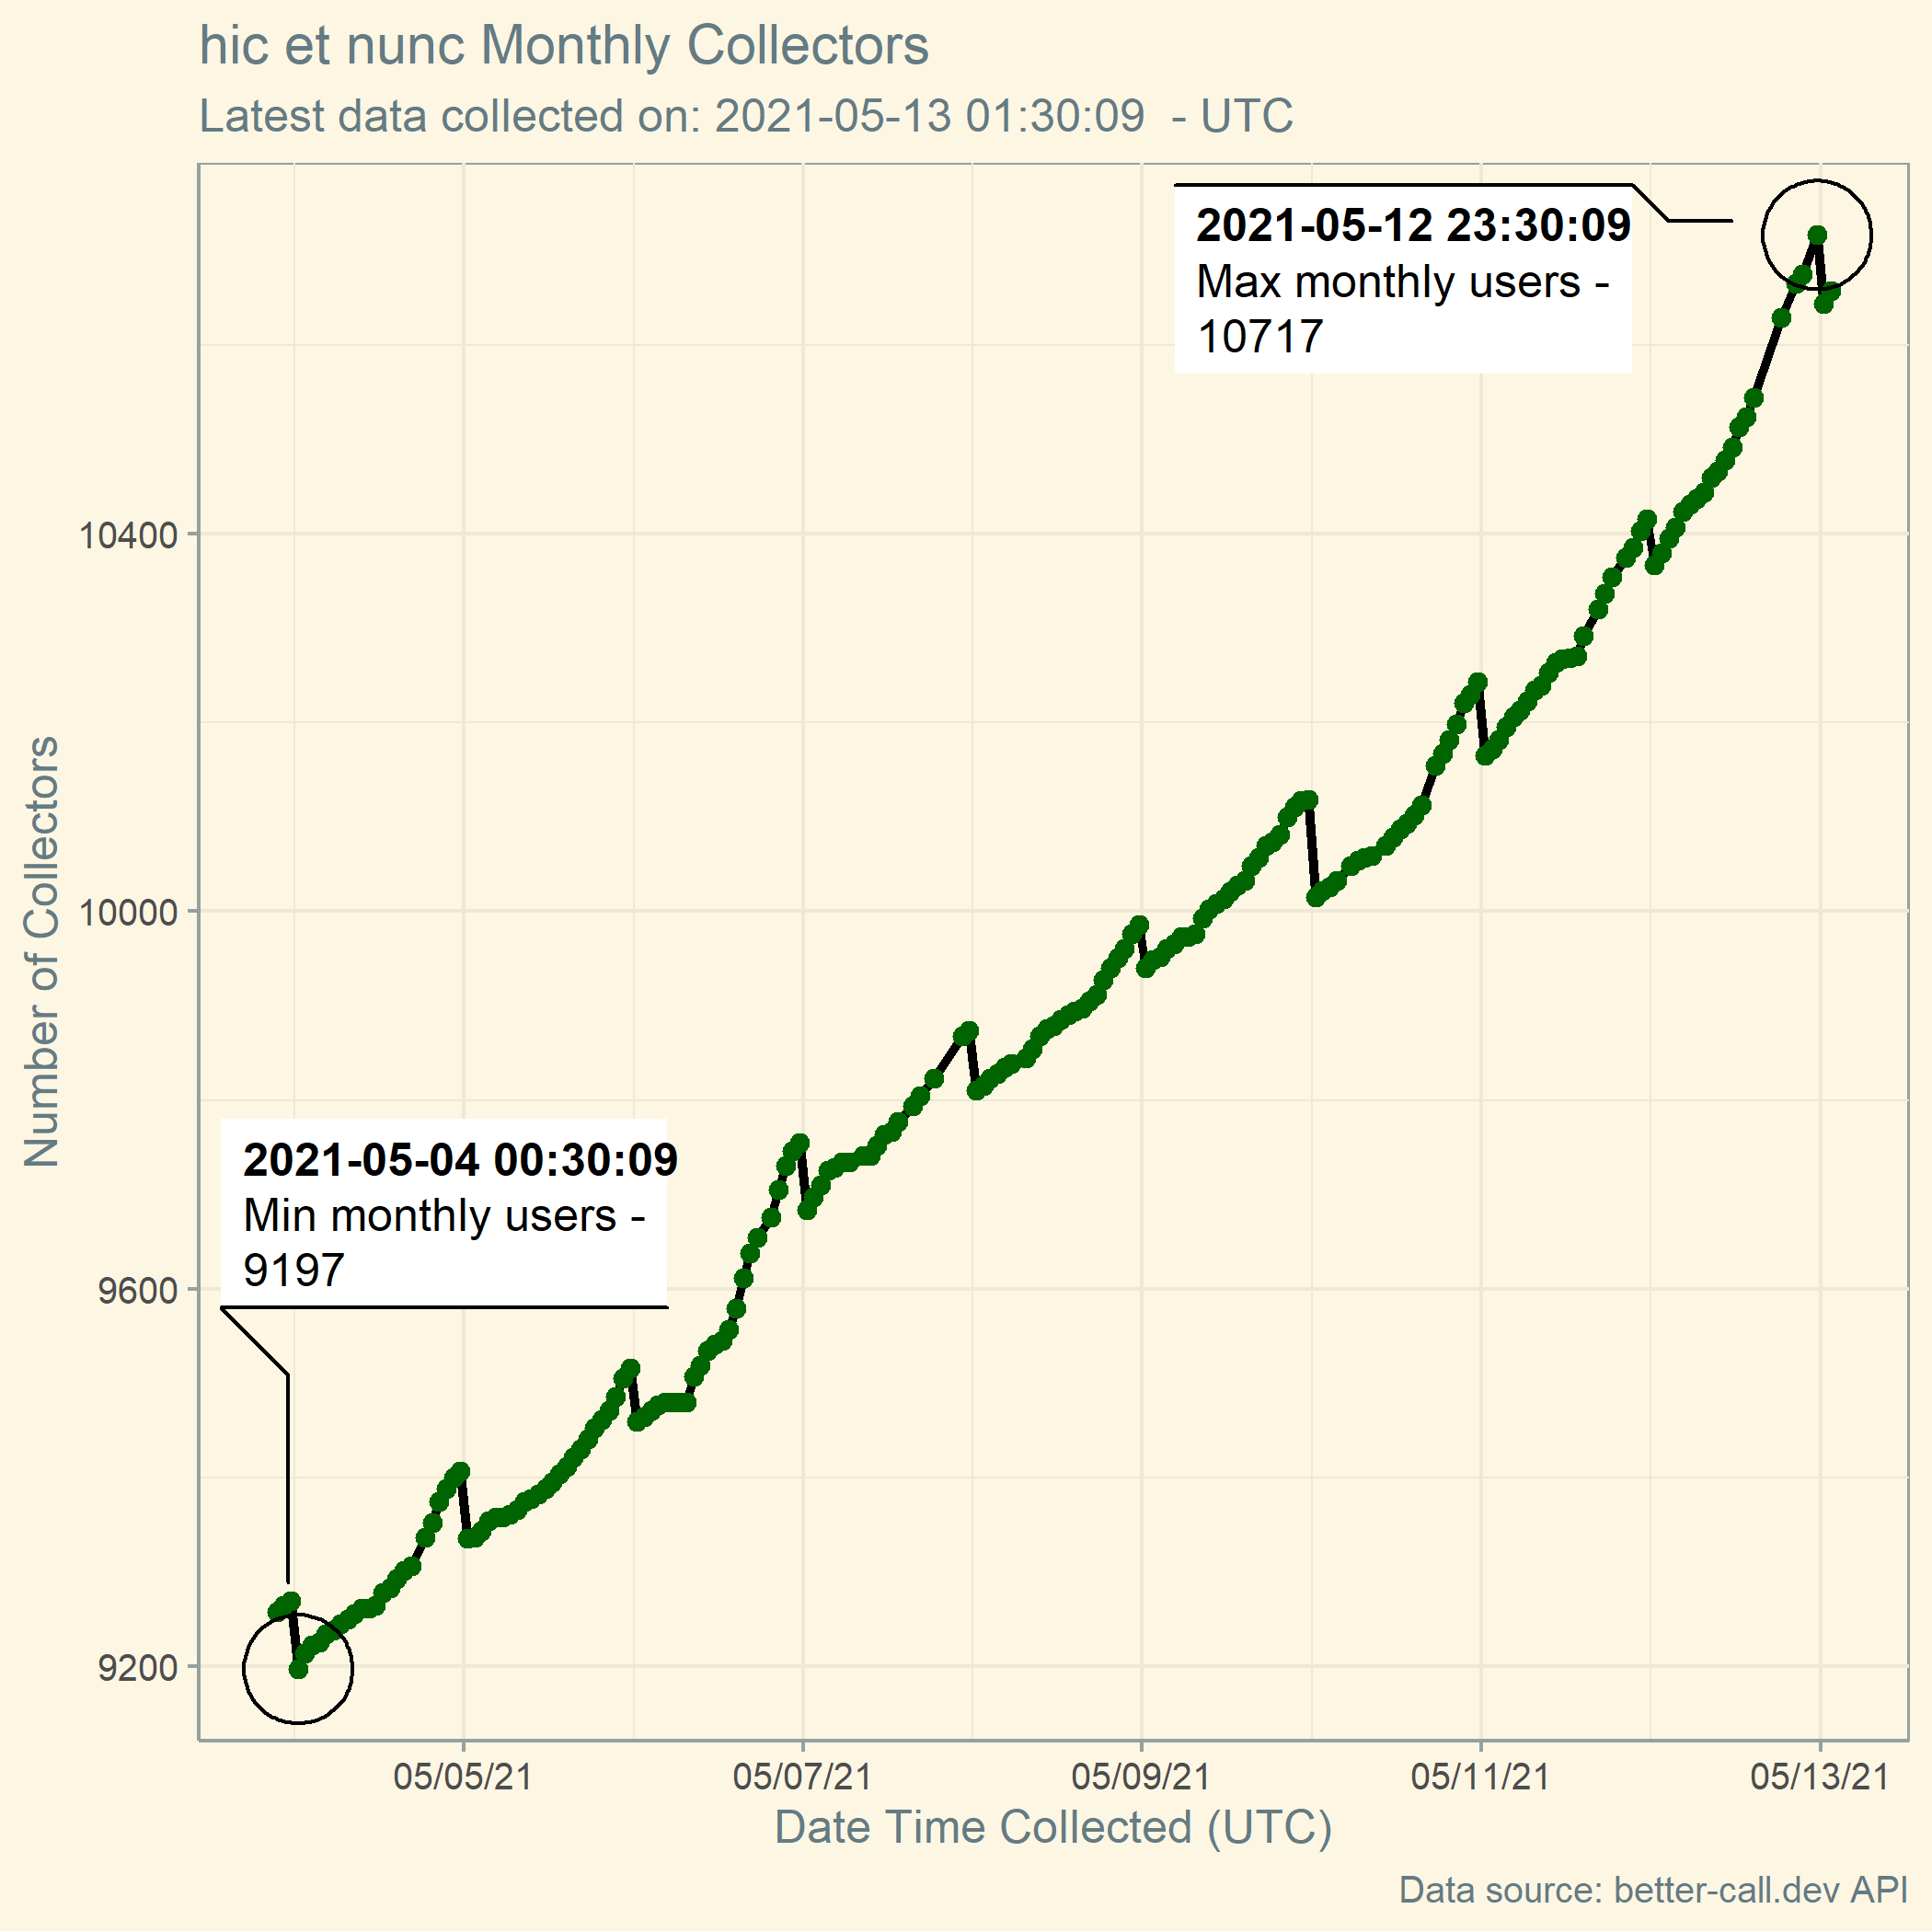 hic et nunc Monthly Collectors
Latest data collected on: 2021-05-13 01:30:09  - UTC
2021-05-12 23:30:09
Max monthly users -
10717
2021-05-04 00:30:09
Min monthly users -
9197
Number of Collectors
10400
10000
9600
9200
05/05/21
05/07/21
05/09/21
05/11/21
05/13/21
Date Time Collected (UTC)
Data source: better-call.dev API